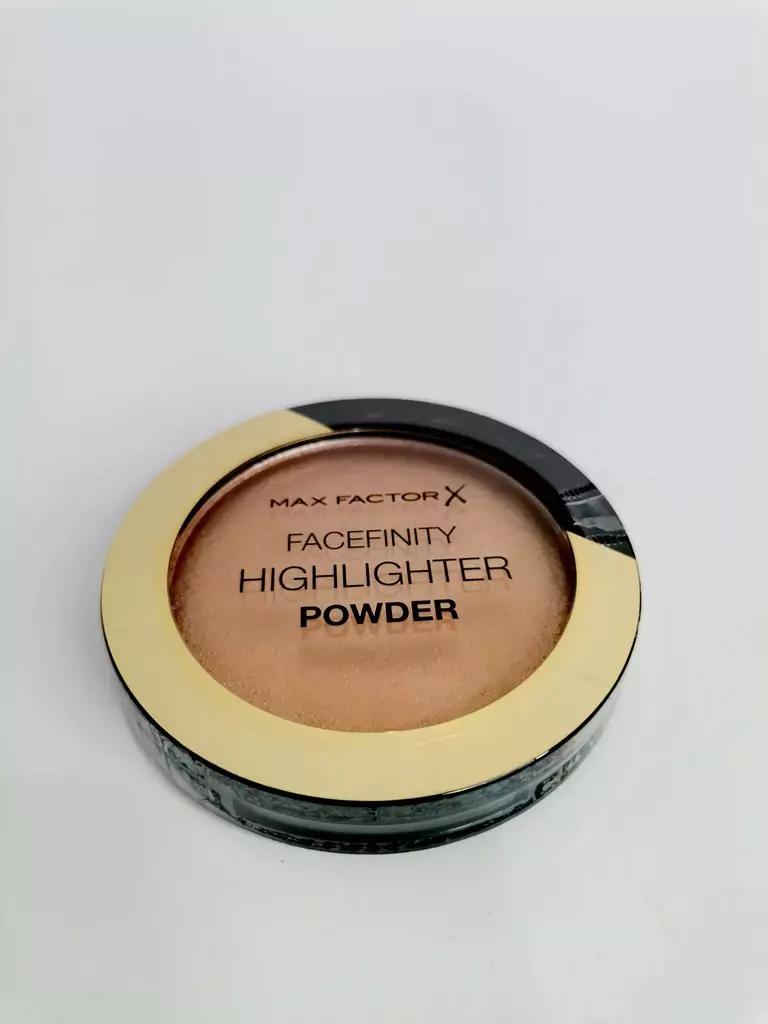 MAX FACTOR X
FACEFINITY
HIGHLIGHTER
POWDER